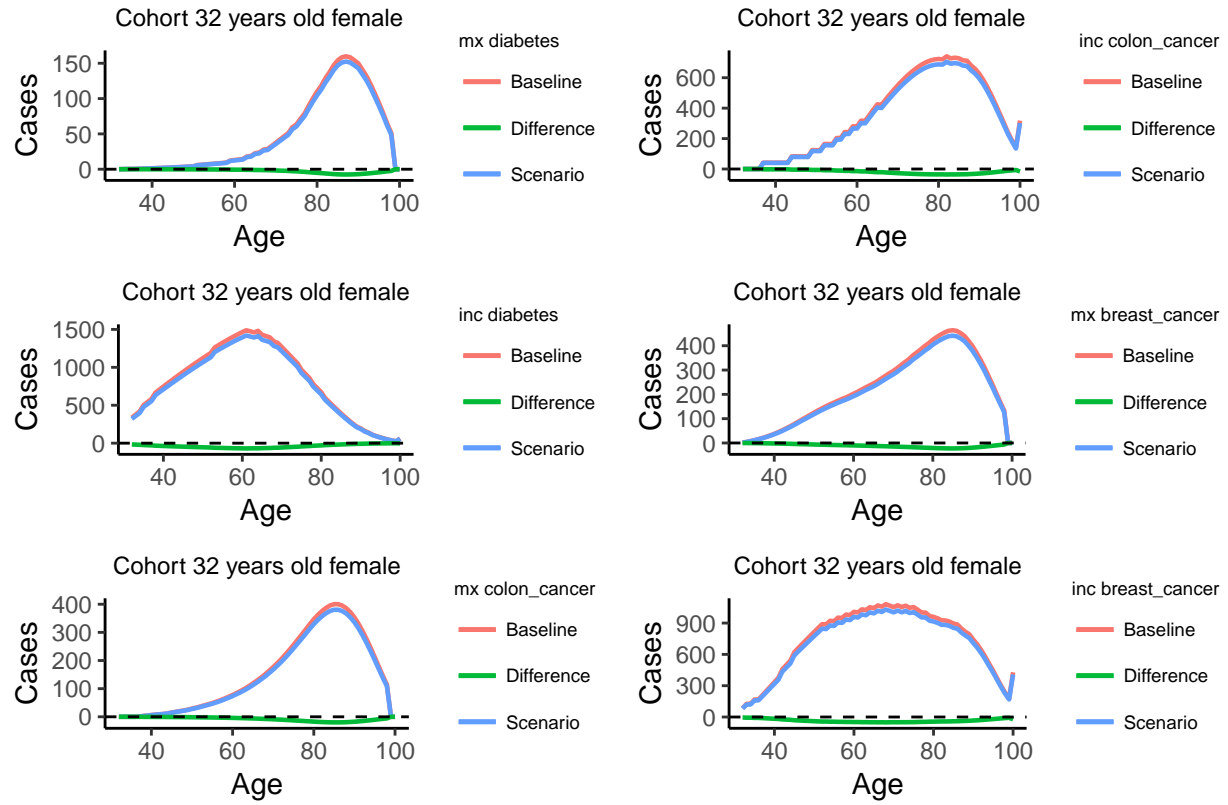 Cohort 32 years old female
mx diabetes
Baseline
Difference
Scenario
Cases
150
100
50
0
40
60
80
100
Age
Cohort 32 years old female
inc colon_cancer
Baseline
Difference
Scenario
Cases
600
400
200
0
40
60
80
100
Age
Cohort 32 years old female
inc diabetes
Baseline
Difference
Scenario
Cases
1500
1000
500
0
40
60
80
100
Age
Cohort 32 years old female
mx breast_cancer
Baseline
Difference
Scenario
Cases
400
300
200
100
0
40
60
80
100
Age
Cohort 32 years old female
mx colon_cancer
Baseline
Difference
Scenario
Cases
400
300
200
100
0
40
60
80
100
Age
Cohort 32 years old female
inc breast_cancer
Baseline
Difference
Scenario
Cases
900
600
300
0
40
60
80
100
Age